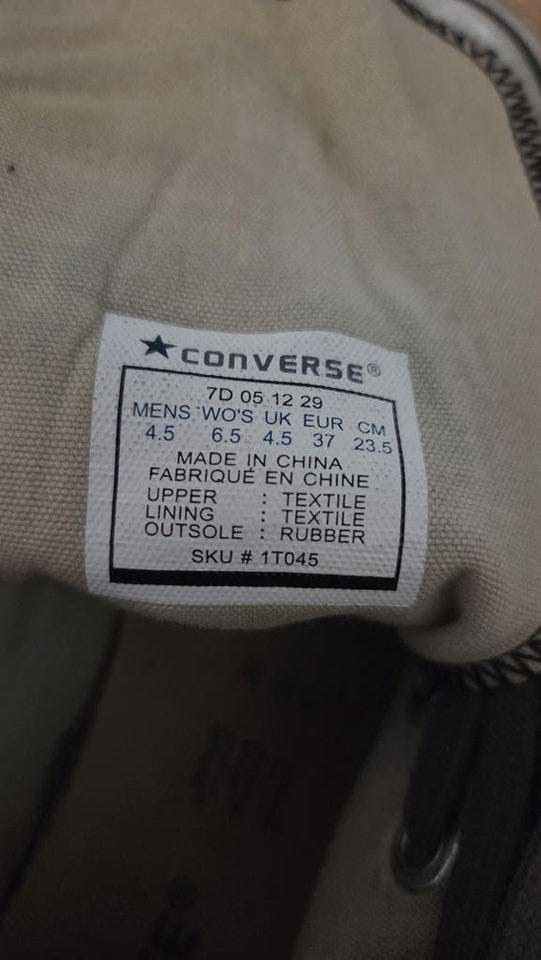 ★CONVERSE®
7D 05 12 29
MENS WO'S UK EUR CM
4.5 6.5 4.5 37 23.5
MADE IN CHINA
FABRIQUÉ EN CHINE
UPPER : TEXTILE
LINING : TEXTILE
OUTSOLE : RUBBER
SKU # 1T045